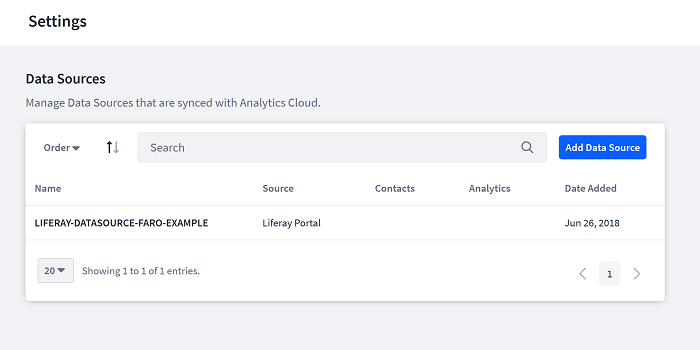 Settings
Data Sources
Manage Data Sources that are synced with Analytics Cloud.
Order Search Add Data Source
Name Source Contacts Analytics Date Added
LIFERAY-DATASOURCE-FARO-EXAMPLE Liferay Portal Jun 26, 2018
20 Showing 1 to 1 of 1 entries. 1